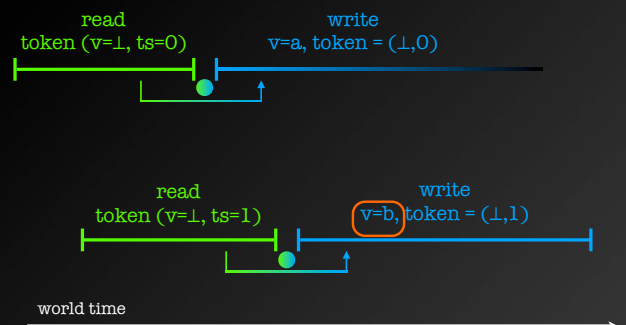 read
token (v=⊥, ts=0)
write
v=a, token = (⊥,0)
read
token (v=⊥, ts=1)
write
v=b, token = (⊥,1)
world time